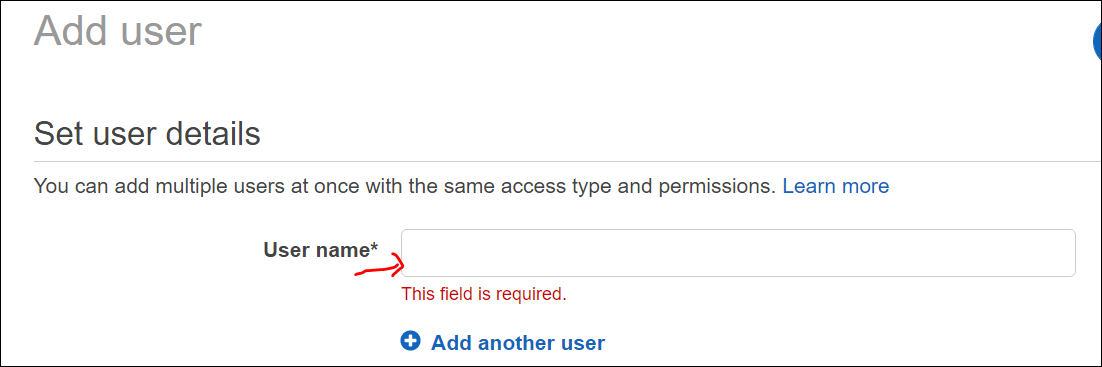 Add user
Set user details
You can add multiple users at once with the same access type and permissions. Learn more
User name*
This field is required.
Add another user